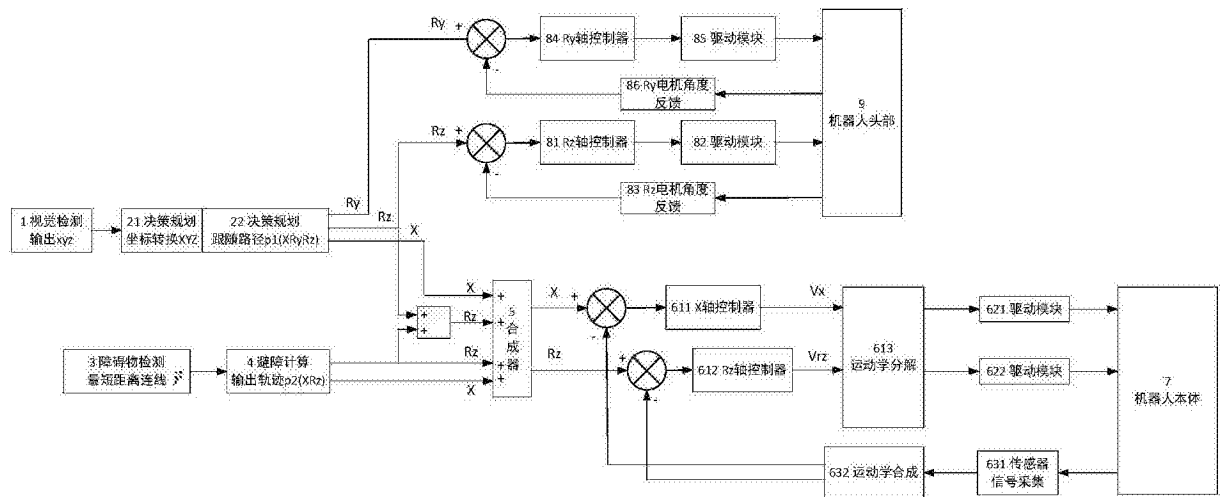 Ry
+
-
84 Ry轴控制器
85 驱动模块
86 Ry电机角度
反馈
9
机器人头部
Rz
+
-
81 Rz轴控制器
82 驱动模块
83 Rz电机角度
反馈
Ry
Rz
X
1 视觉检测
输出xyz
21 决策规划
坐标转换XYZ
22 决策规划
跟随路径p1(XRyRz)
X
+
+
+
Rz
+
Rz
+
X
+
5
合
成
器
X
+
-
611 X轴控制器
Vx
613
运动学分解
621 驱动模块
3 障碍物检测
最短距离连线
4 避障计算
输出轨迹p2(XRz)
Rz
+
-
612 Rz轴控制器
Vrz
622 驱动模块
7
机器人本体
632 运动学合成
631 传感器
信号采集